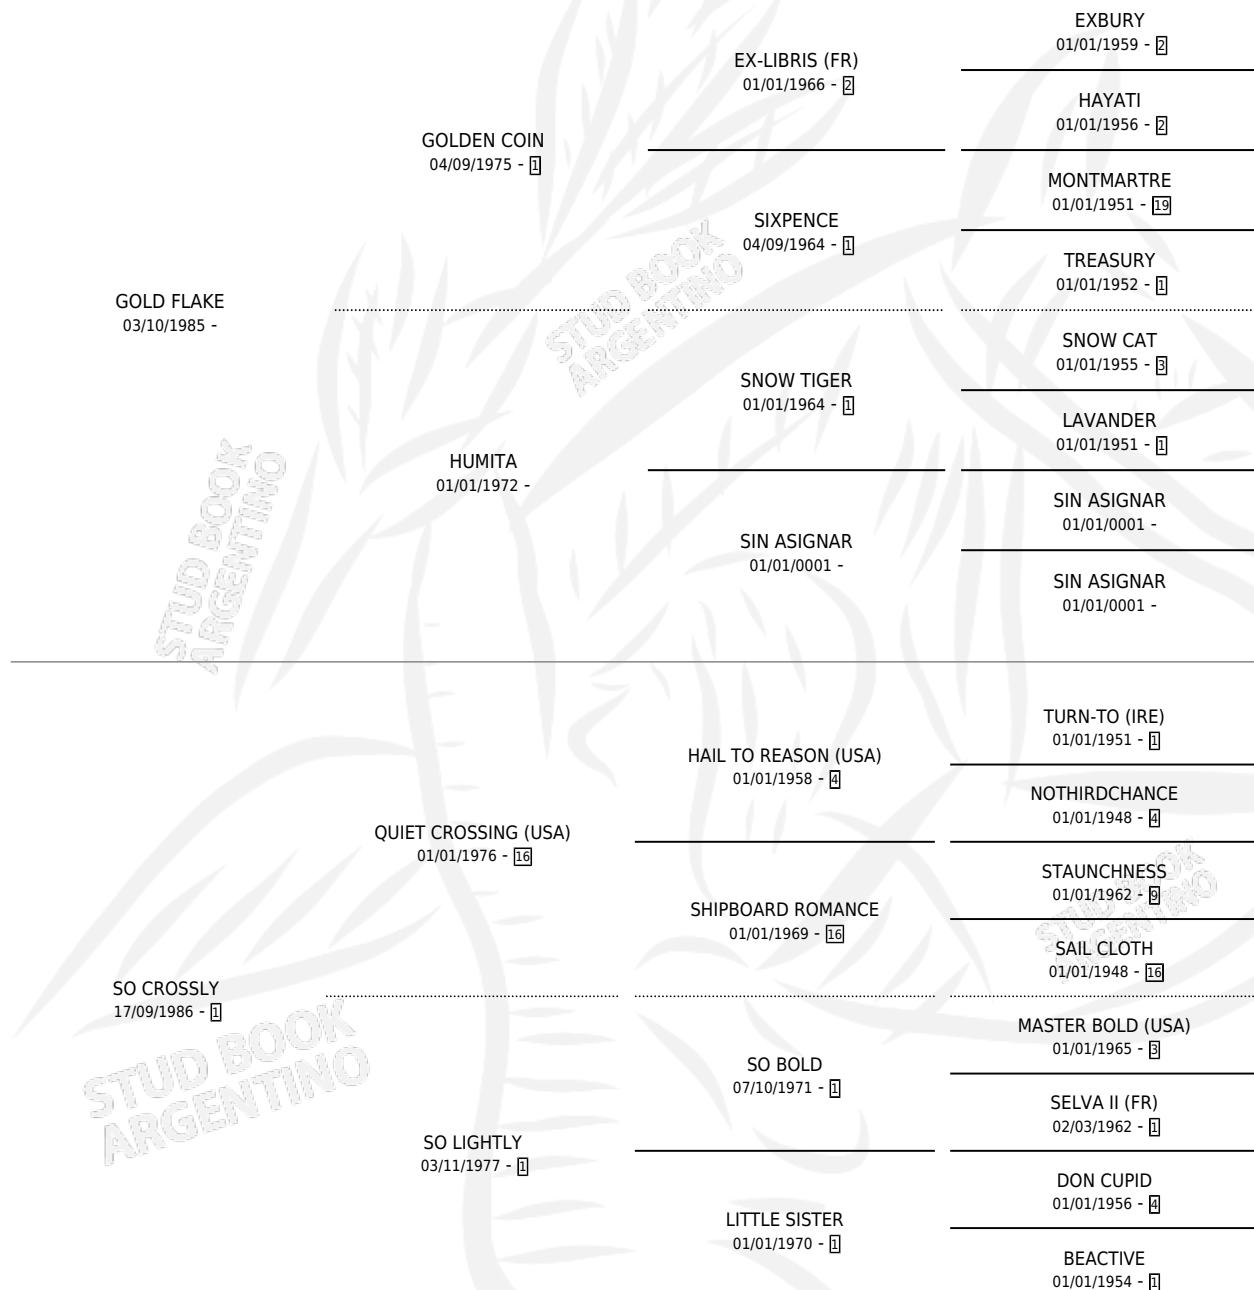 EXBURY
01/01/1959 - 2
EX-LIBRIS (FR)
01/01/1966 - 2
HAYATI
01/01/1956 - 2
GOLDEN COIN
04/09/1975 - 1
MONTMARTRE
01/01/1951 - 19
SIXPENCE
04/09/1964 - 1
TREASURY
01/01/1952 - 1
GOLD FLAKE
03/10/1985 -
SNOW CAT
01/01/1955 - 3
SNOW TIGER
01/01/1964 - 1
LAVANDER
01/01/1951 - 1
HUMITA
01/01/1972 -
SIN ASIGNAR
01/01/0001 -
SIN ASIGNAR
01/01/0001 -
SIN ASIGNAR
01/01/0001 -
STUD BOOK
ARGENTINO
STUD BOOK
ARGENTINO
TURN-TO (IRE)
01/01/1951 - 1
HAIL TO REASON (USA)
01/01/1958 - 4
NOTHIRDCHANCE
01/01/1948 - 4
QUIET CROSSING (USA)
01/01/1976 - 16
STAUNCHNESS
01/01/1962 - 9
SHIPBOARD ROMANCE
01/01/1969 - 16
SAIL CLOTH
01/01/1948 - 16
SO CROSSLY
17/09/1986 - 1
MASTER BOLD (USA)
01/01/1965 - 3
SO BOLD
07/10/1971 - 1
SELVA II (FR)
02/03/1962 - 1
SO LIGHTLY
03/11/1977 - 1
DON CUPID
01/01/1956 - 4
LITTLE SISTER
01/01/1970 - 1
BEACTIVE
01/01/1954 - 1
STUD BOOK
ARGENTINO
STUD BOOK
ARGENTINO